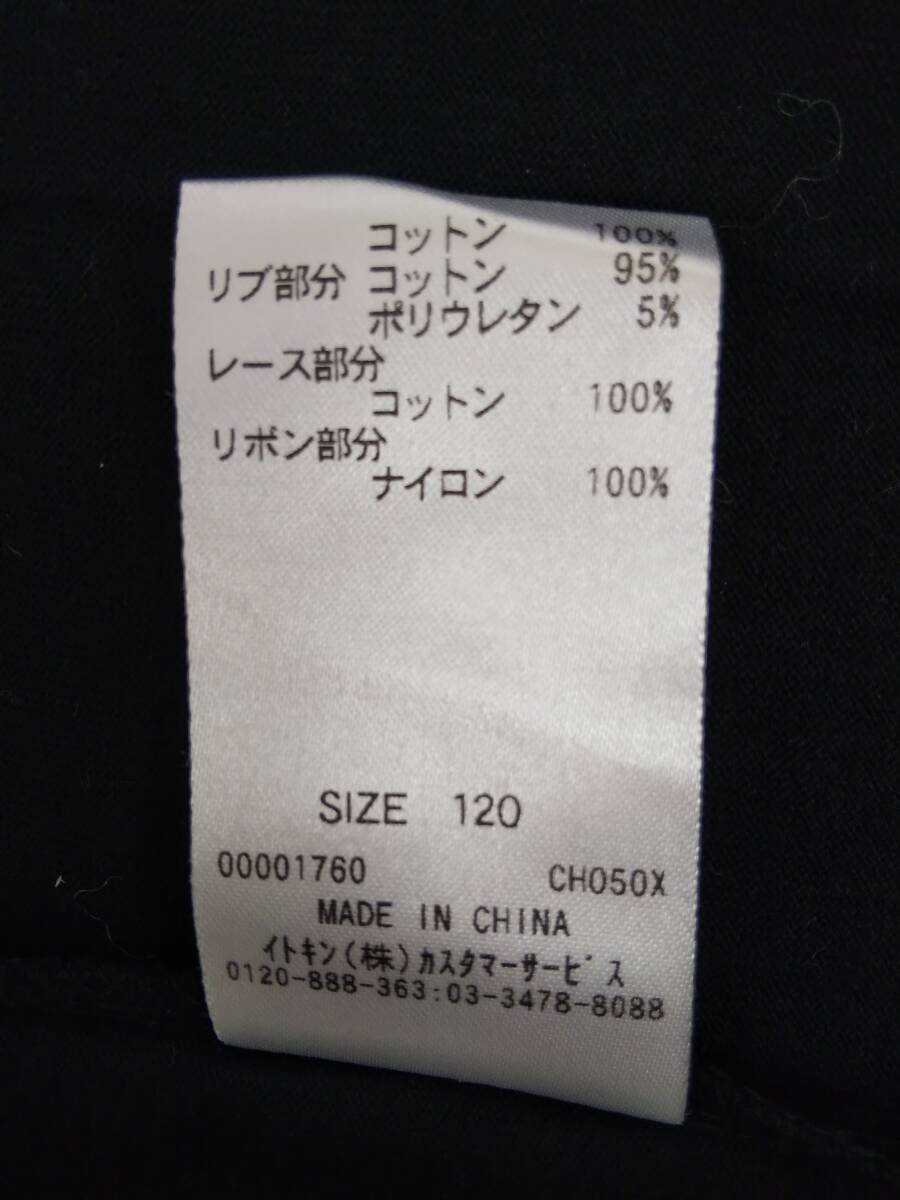 コットン 100%
リブ部分 コットン 95%
ポリウレタン 5%
レース部分
コットン 100%
リボン部分
ナイロン 100%
SIZE 120
00001760 CH050X
MADE IN CHINA
イトキン(株)カスタマーサービス
0120-888-363:03-3478-8088